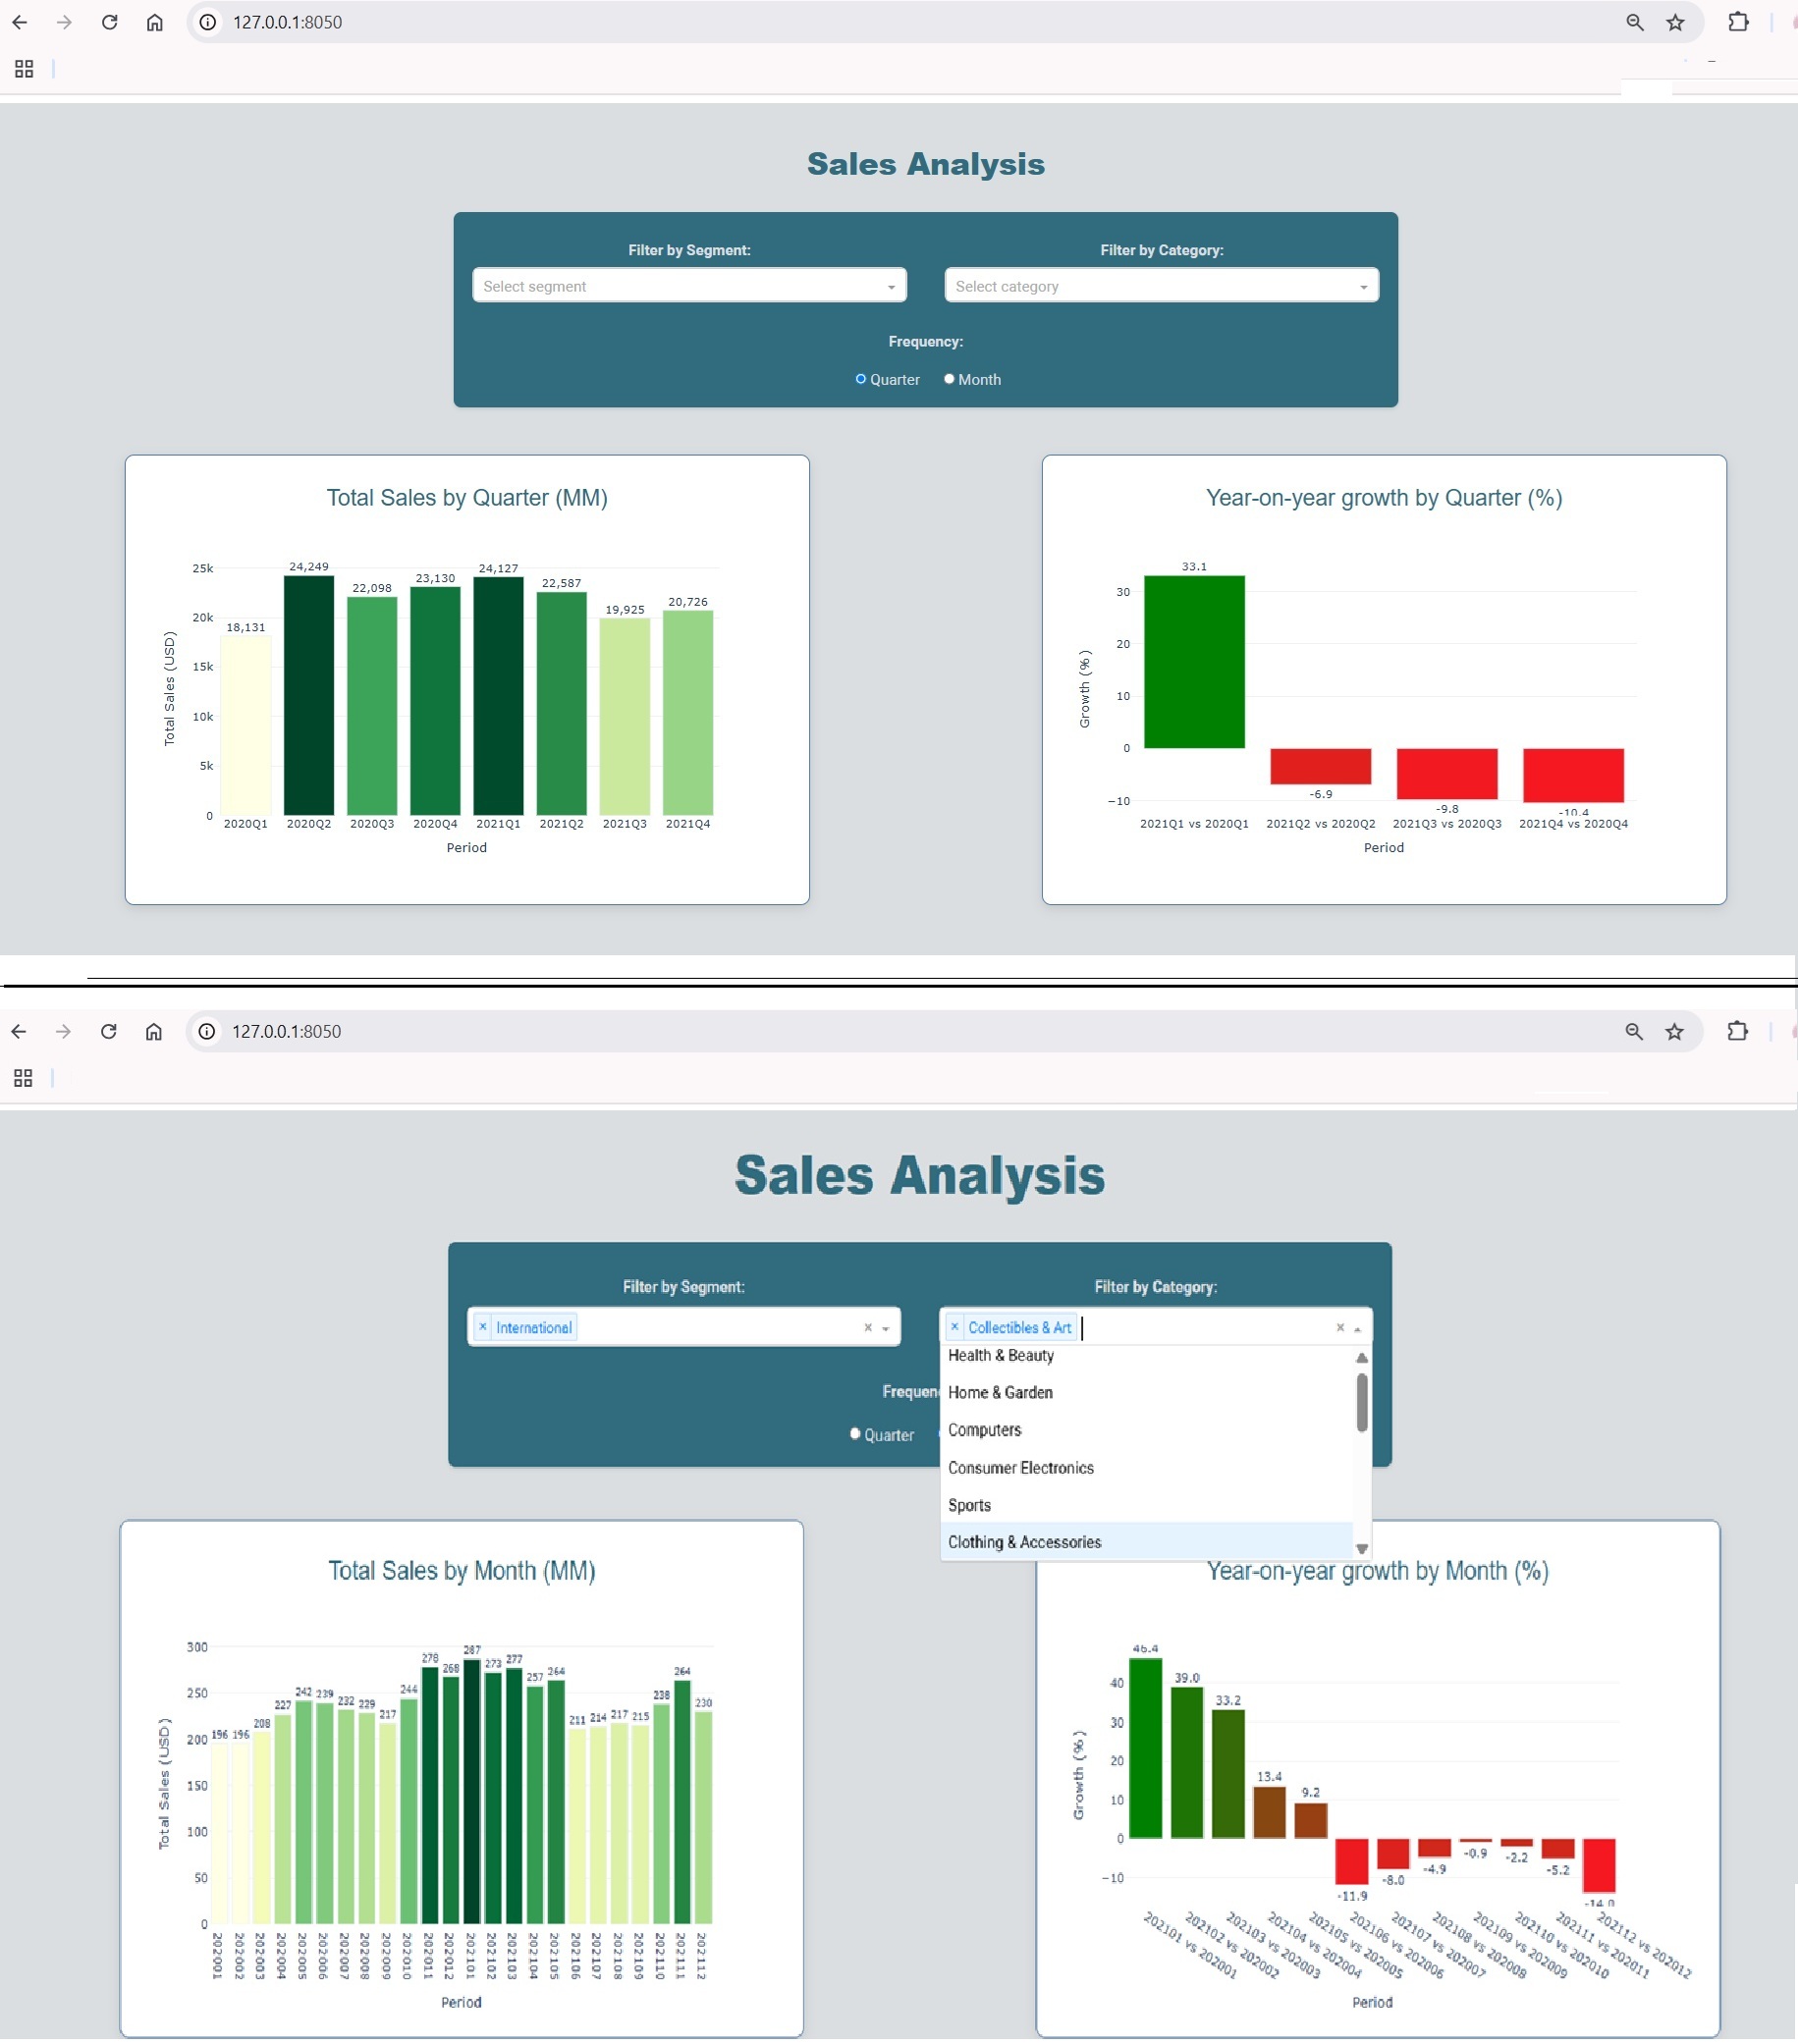 127.0.0.1:8050
Sales Analysis
Filter by Segment: Filter by Category:
Select segment Select category
Frequency:
Quarter Month
Total Sales by Quarter (MM)
25k
20k
15k
10k
5k
0
Total Sales (USD)
18,131 24,249 22,098 23,130 24,127 22,587 19,925 20,726
2020Q1 2020Q2 2020Q3 2020Q4 2021Q1 2021Q2 2021Q3 2021Q4
Period
Year-on-year growth by Quarter (%)
30
20
10
0
−10
Growth (%)
33.1 -6.9 -9.8 -10.4
2021Q1 vs 2020Q1 2021Q2 vs 2020Q2 2021Q3 vs 2020Q3 2021Q4 vs 2020Q4
Period
127.0.0.1:8050
Sales Analysis
Filter by Segment: Filter by Category:
× International × × Collectibles & Art ×
Health & Beauty
Frequen Home & Garden
Computers
Quarter
Consumer Electronics
Sports
Clothing & Accessories
Total Sales by Month (MM)
300
250
200
150
100
50
0
Total Sales (USD)
196 196 208 227 242 239 232 229 217 244 278 268 287 273 277 257 264 211 214 217 215 238 264 230
202001 202002 202003 202004 202005 202006 202007 202008 202009 202010 202011 202012 202101 202102 202103 202104 202105 202106 202107 202108 202109 202110 202111 202112
Period
Year-on-year growth by Month (%)
40
30
20
10
0
−10
Growth (%)
39.0 33.2 13.4 9.2 -11.9 -8.0 -4.9 -0.9 -2.2 -5.2
202101 vs 202001
202102 vs 202002
202103 vs 202003
202104 vs 202004
202105 vs 202005
202106 vs 202006
202107 vs 202007
202108 vs 202008
202109 vs 202009
202110 vs 202010
202111 vs 202011
202112 vs 202012
Period